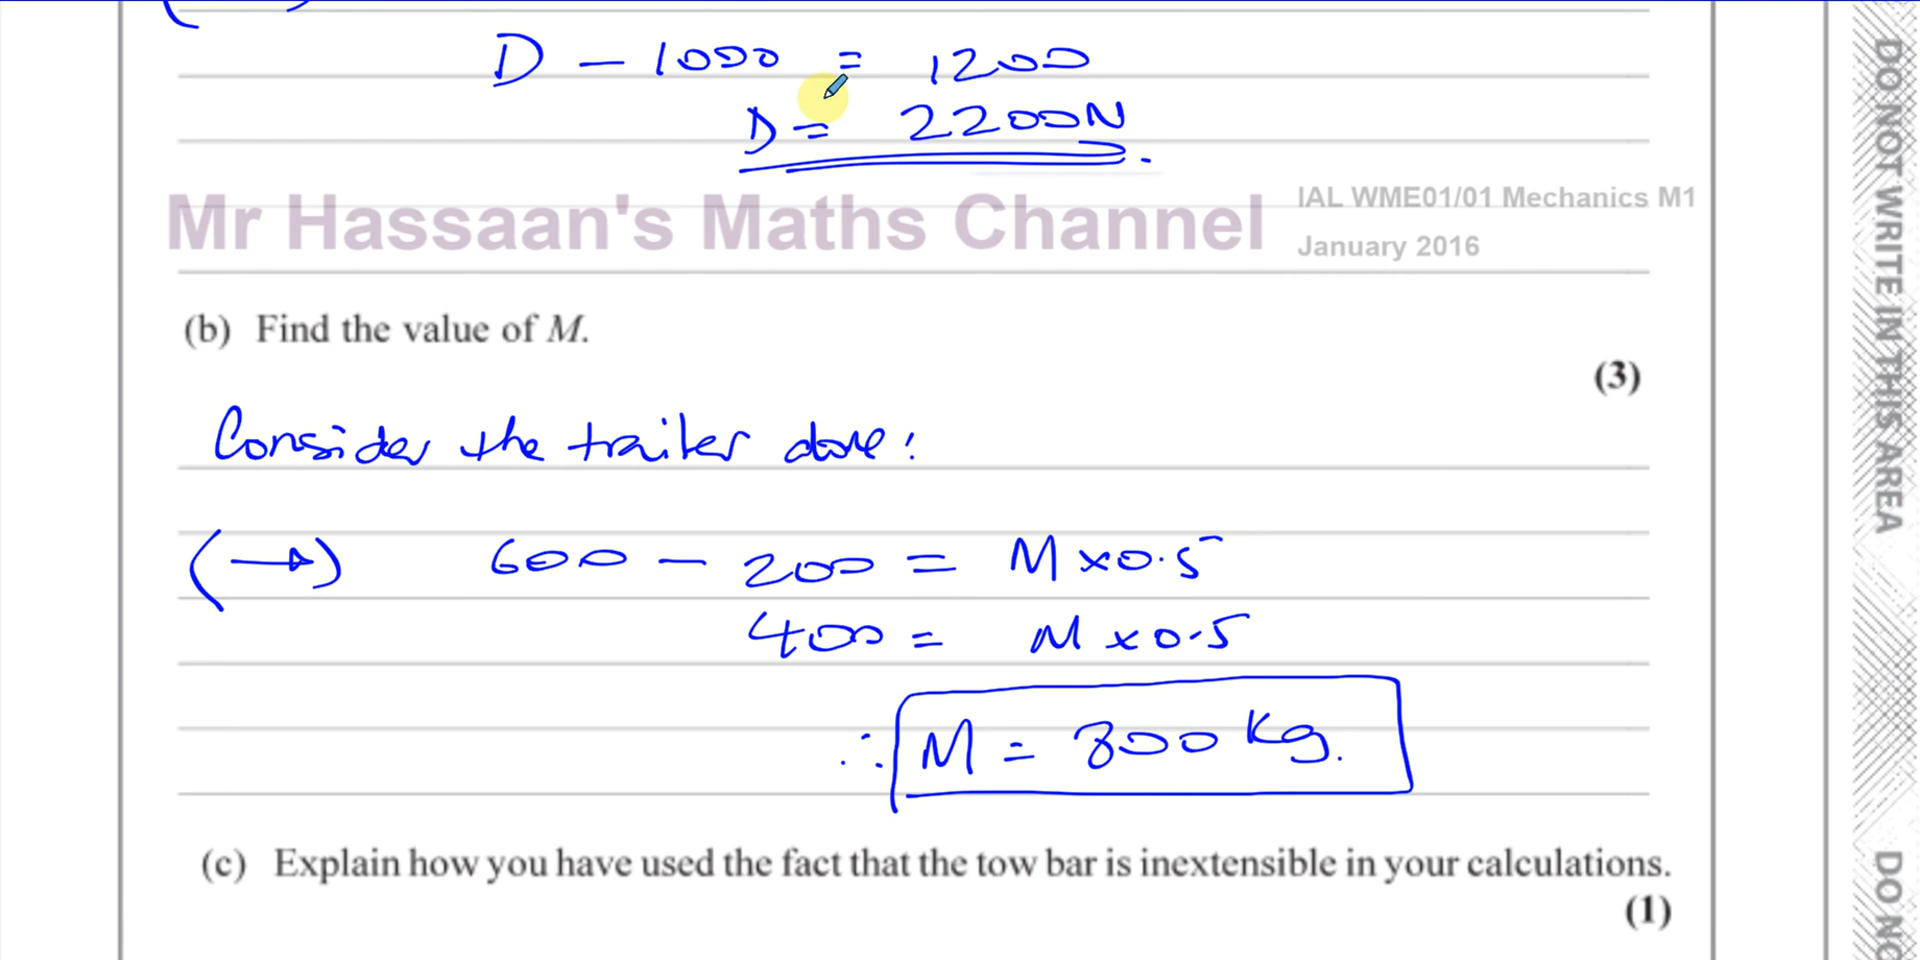 D - 1000 = 1200
D = 2200N
Mr Hassaan's Maths Channel
IAL WME01/01 Mechanics M1
January 2016
(b) Find the value of M.
(3)
Consider the trailer alone:
(→) 600 - 200 = M × 0.5
400 = M × 0.5
∴ M = 800 kg.
(c) Explain how you have used the fact that the tow bar is inextensible in your calculations.
(1)
DO NOT WRITE IN THIS AREA
DO NO